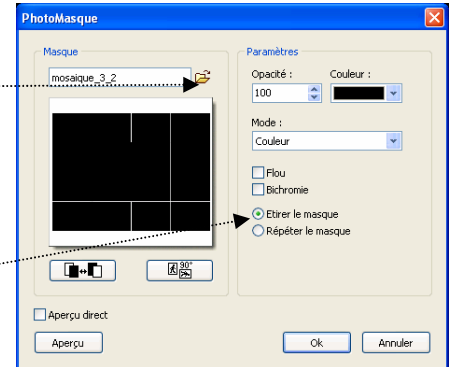 PhotoMasque
Masque
mosaique_3_2
90°
Aperçu direct
Aperçu
Paramètres
Opacité :
Couleur :
100
Mode :
Couleur
Flou
Bichromie
Etirer le masque
Répéter le masque
Ok
Annuler